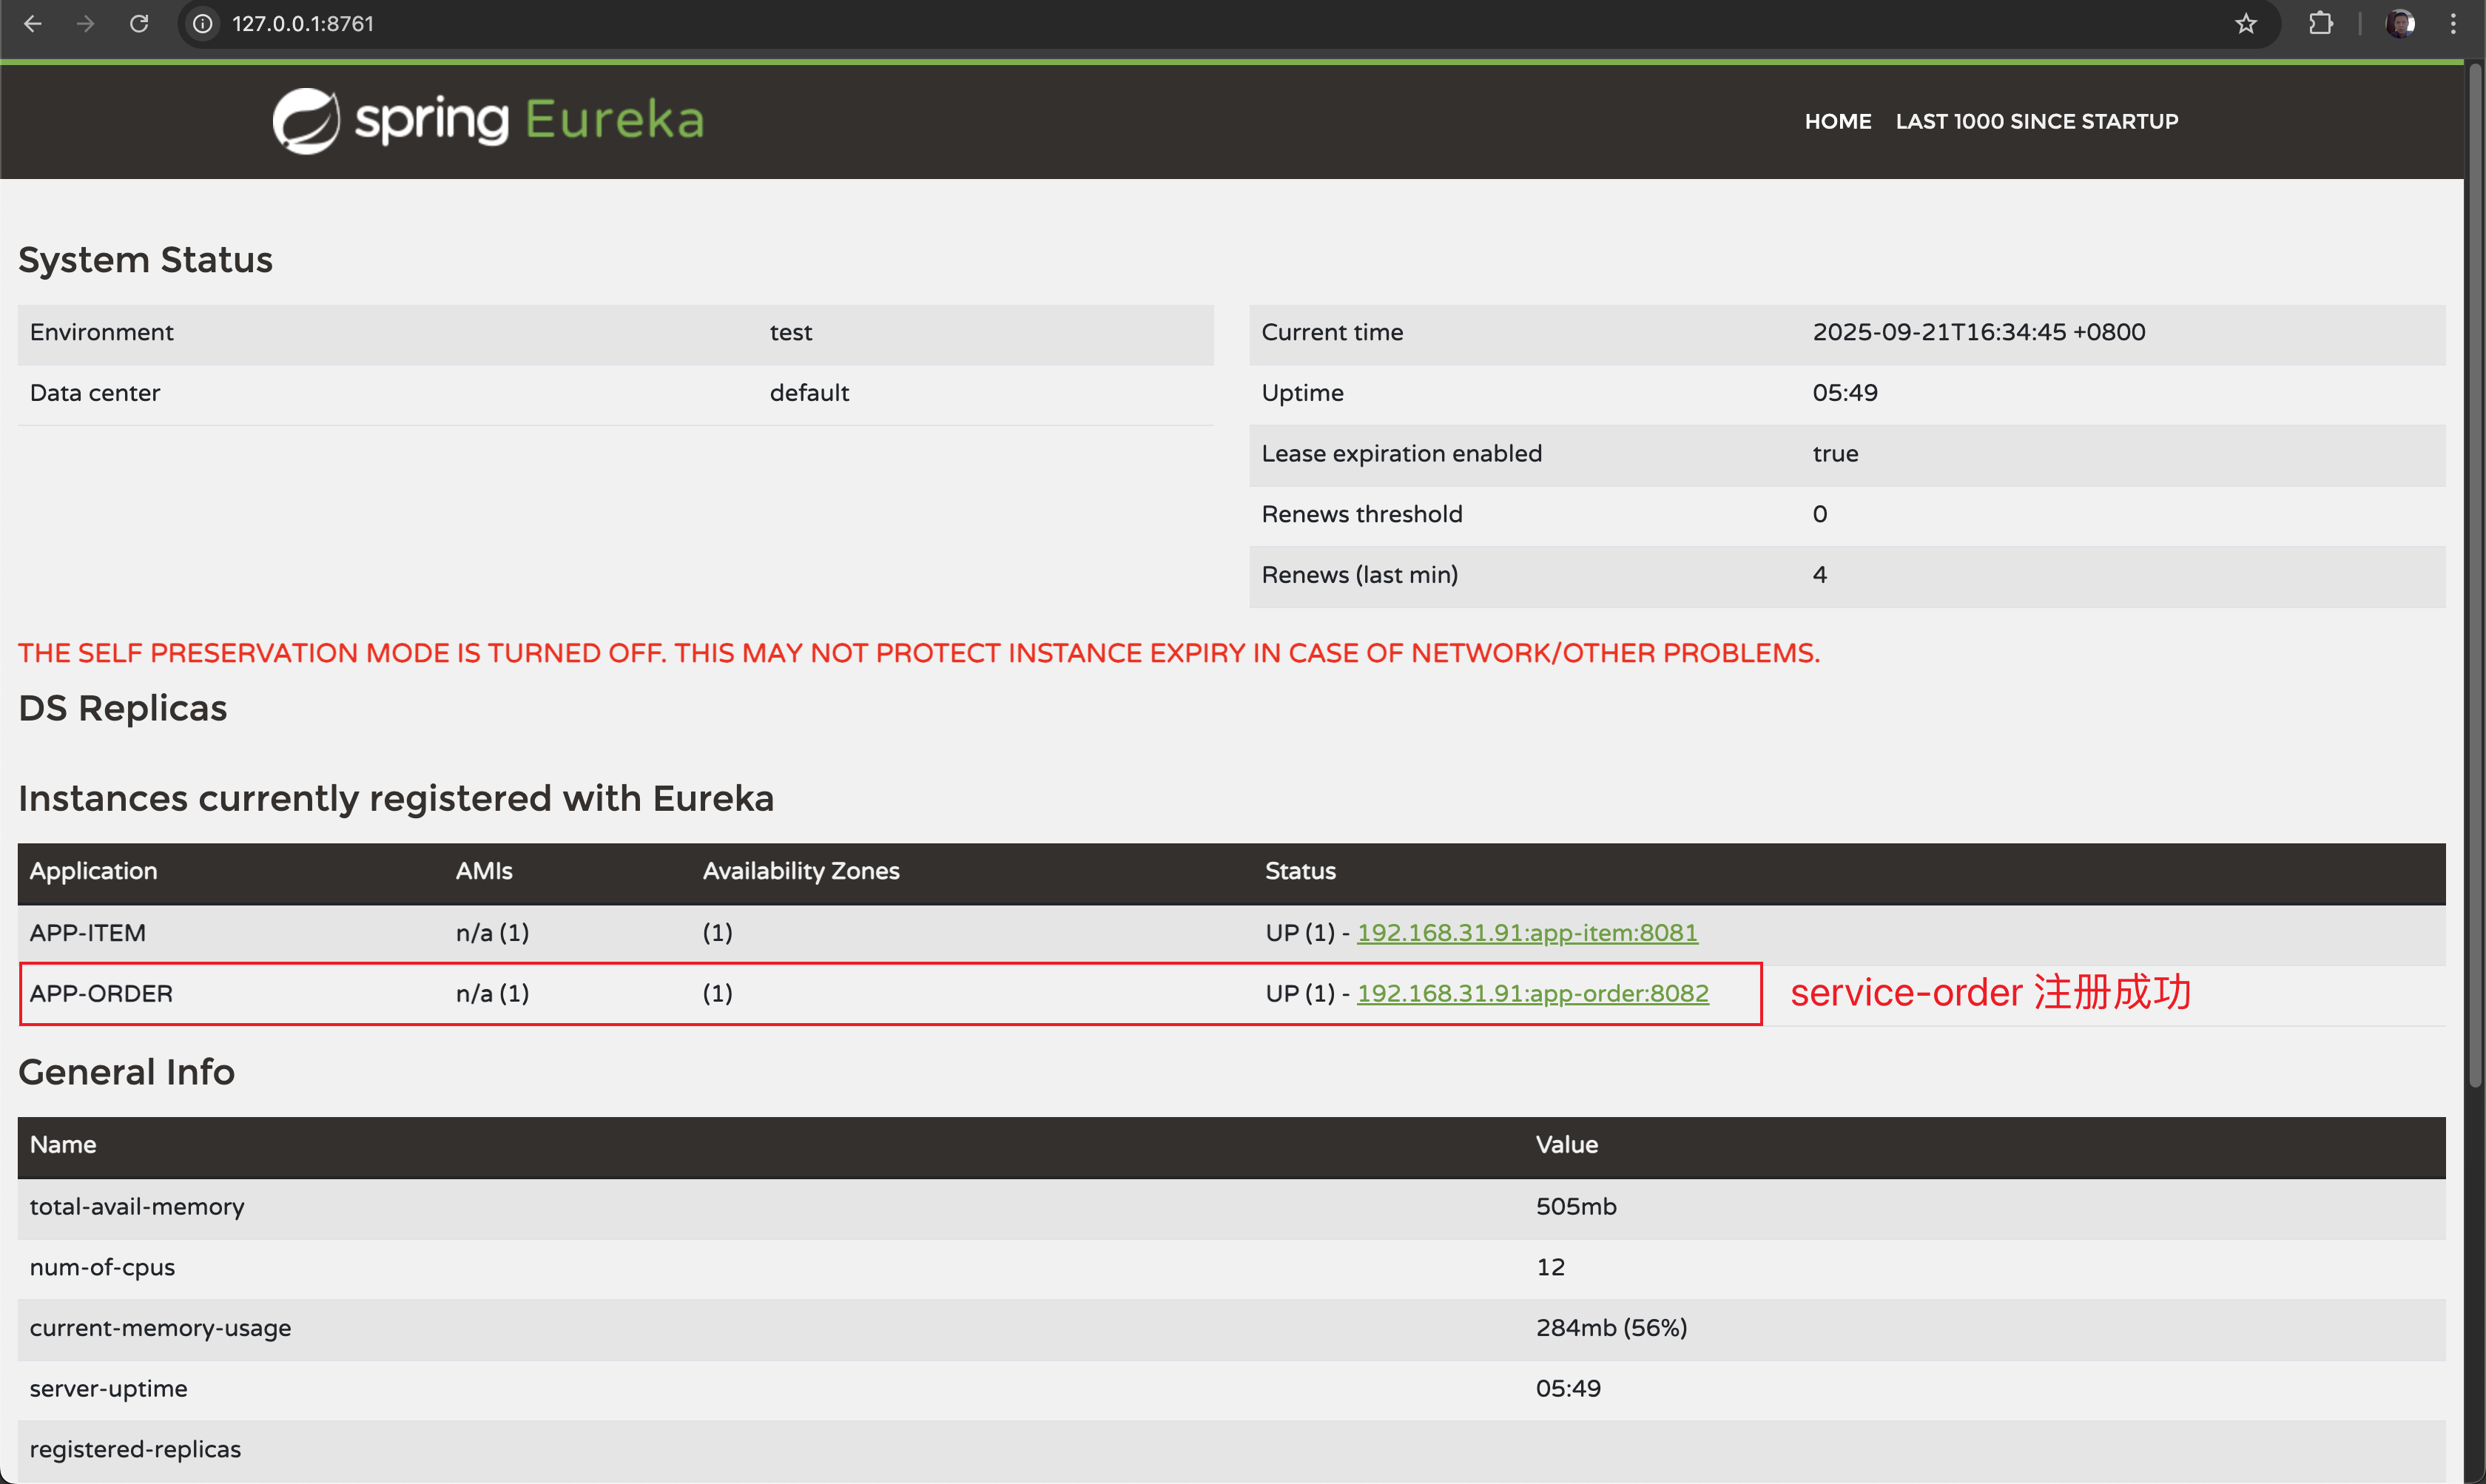 127.0.0.1:8761
spring Eureka
HOME LAST 1000 SINCE STARTUP
System Status
Environment test
Data center default
Current time 2025-09-21T16:34:45 +0800
Uptime 05:49
Lease expiration enabled true
Renews threshold 0
Renews (last min) 4
THE SELF PRESERVATION MODE IS TURNED OFF. THIS MAY NOT PROTECT INSTANCE EXPIRY IN CASE OF NETWORK/OTHER PROBLEMS.
DS Replicas
Instances currently registered with Eureka
Application AMIs Availability Zones Status
APP-ITEM n/a (1) (1) UP (1) - 192.168.31.91:app-item:8081
APP-ORDER n/a (1) (1) UP (1) - 192.168.31.91:app-order:8082 service-order 注册成功
General Info
Name Value
total-avail-memory 505mb
num-of-cpus 12
current-memory-usage 284mb (56%)
server-uptime 05:49
registered-replicas